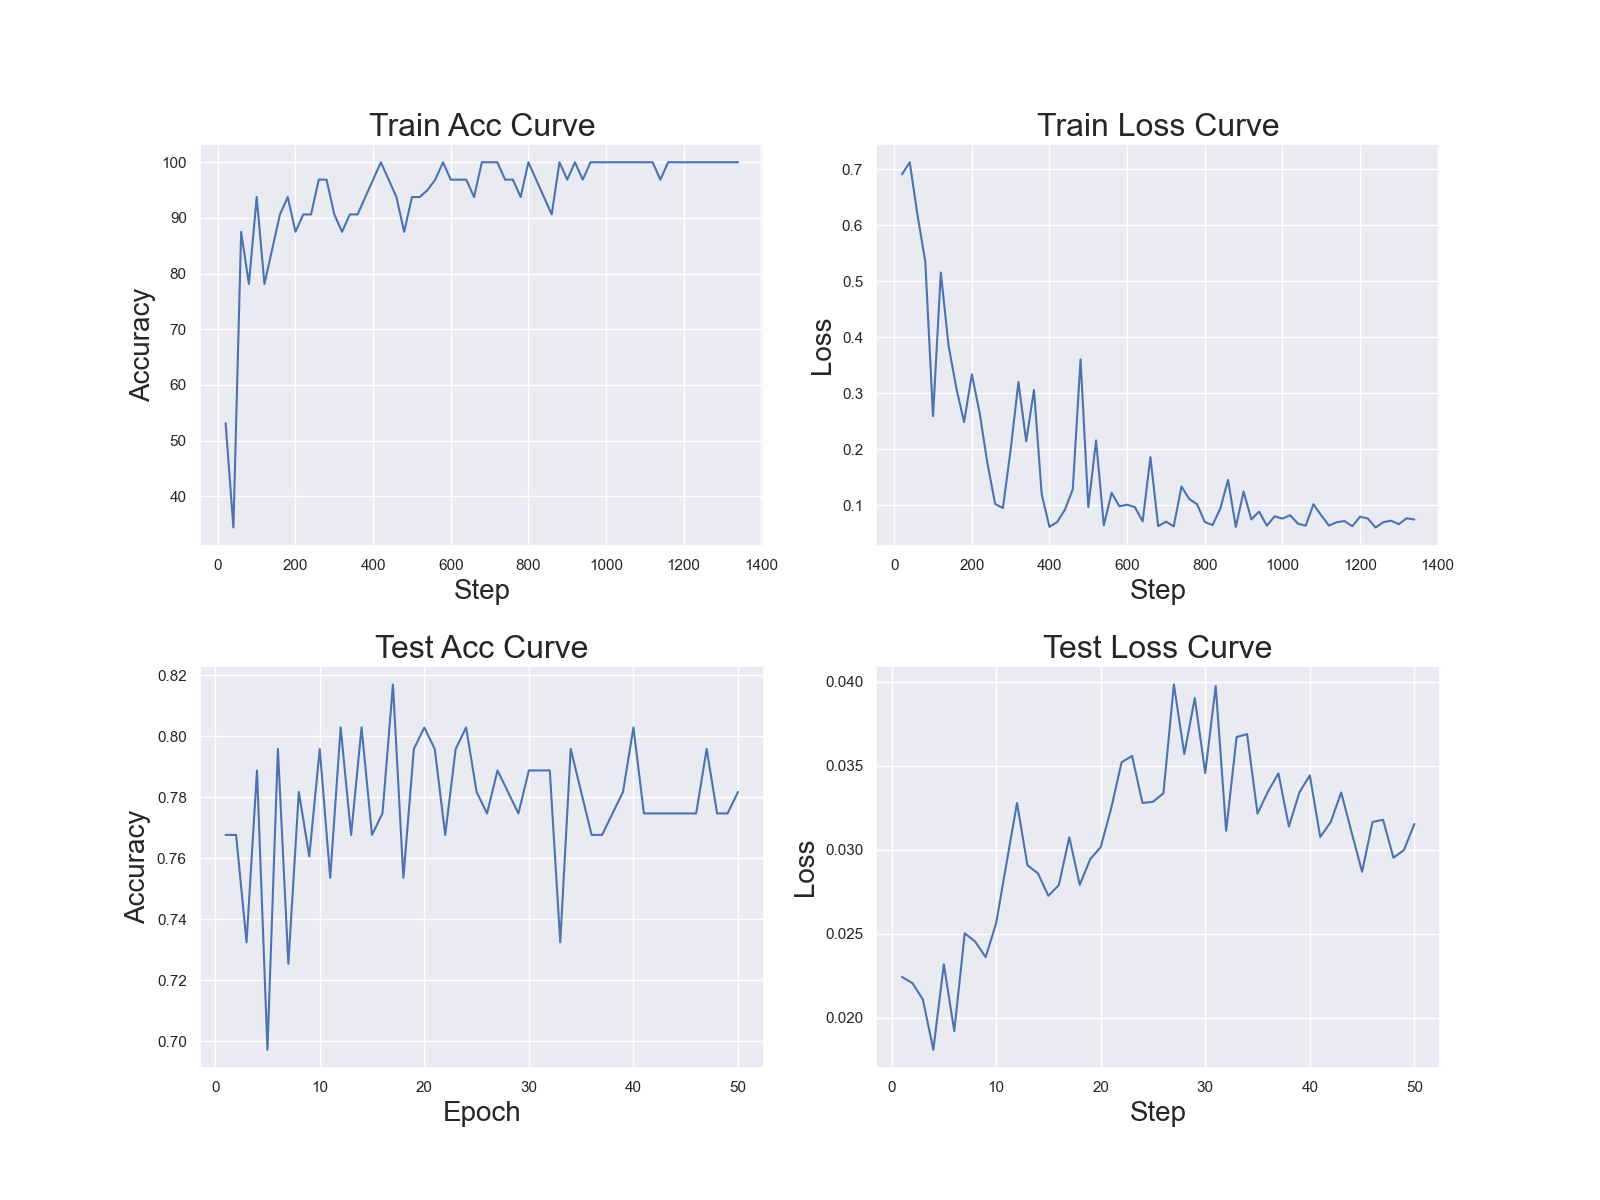 Train Acc Curve
Accuracy
100
90
80
70
60
50
40
0 200 400 600 800 1000 1200 1400
Step
Train Loss Curve
Loss
0.7
0.6
0.5
0.4
0.3
0.2
0.1
0 200 400 600 800 1000 1200 1400
Step
Test Acc Curve
Accuracy
0.82
0.80
0.78
0.76
0.74
0.72
0.70
0 10 20 30 40 50
Epoch
Test Loss Curve
Loss
0.040
0.035
0.030
0.025
0.020
0 10 20 30 40 50
Step